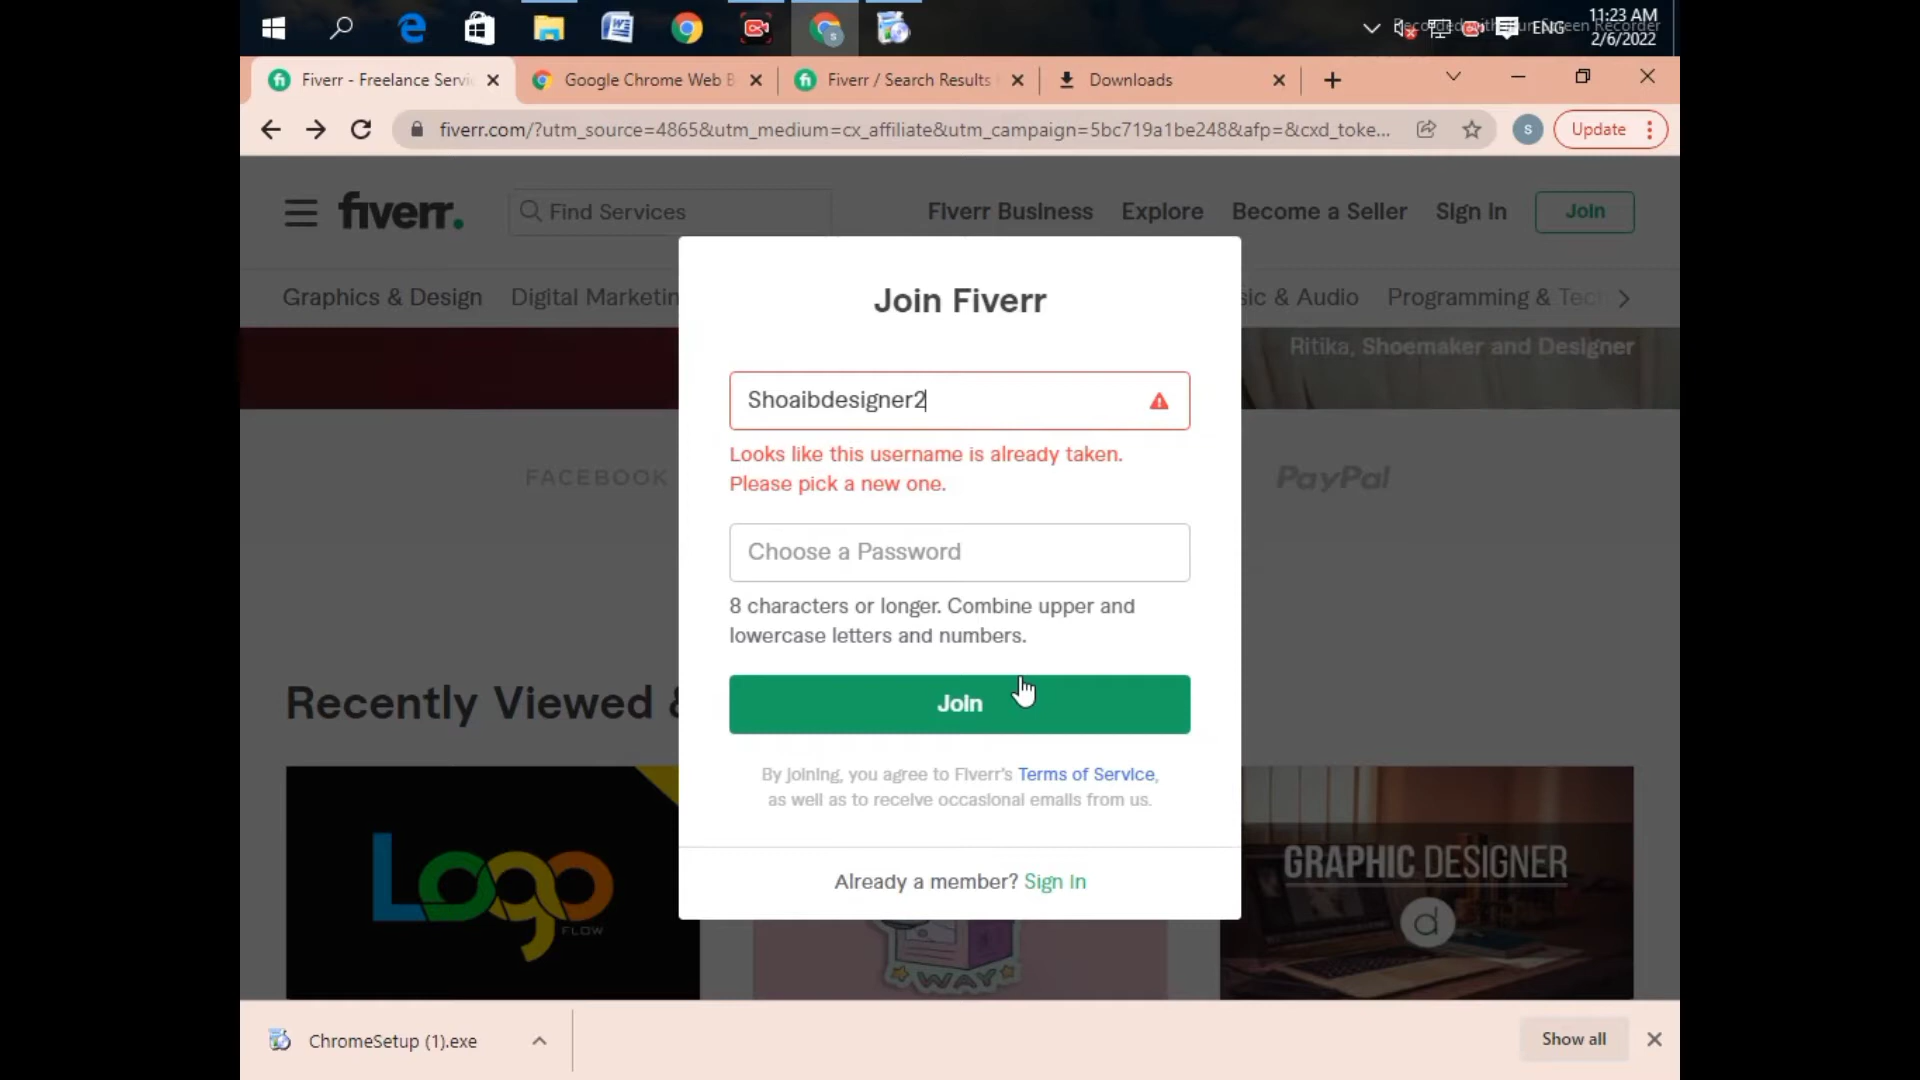 11:23 AM
ENG
2/6/2022
Fiverr - Freelance Servic
Google Chrome Web B
Fiverr / Search Results
Downloads
fiverr.com/?utm_source=4865&utm_medium=cx_affiliate&utm_campaign=5bc719a1be248&afp=&cxd_toke...
s
Update
fiverr.
Find Services
Fiverr Business
Explore
Become a Seller
Sign In
Join
Graphics & Design
Digital Marketin
sic & Audio
Programming & Tech
Join Fiverr
Ritika, Shoemaker and Designer
Shoaibdesigner2
Looks like this username is already taken.
Please pick a new one.
FACEBOOK
PayPal
Choose a Password
8 characters or longer. Combine upper and
lowercase letters and numbers.
Join
Recently Viewed &
By joining, you agree to Fiverr's Terms of Service,
as well as to receive occasional emails from us.
Already a member? Sign In
Logo
FLOW
WAY
GRAPHIC DESIGNER
d
ChromeSetup (1).exe
Show all